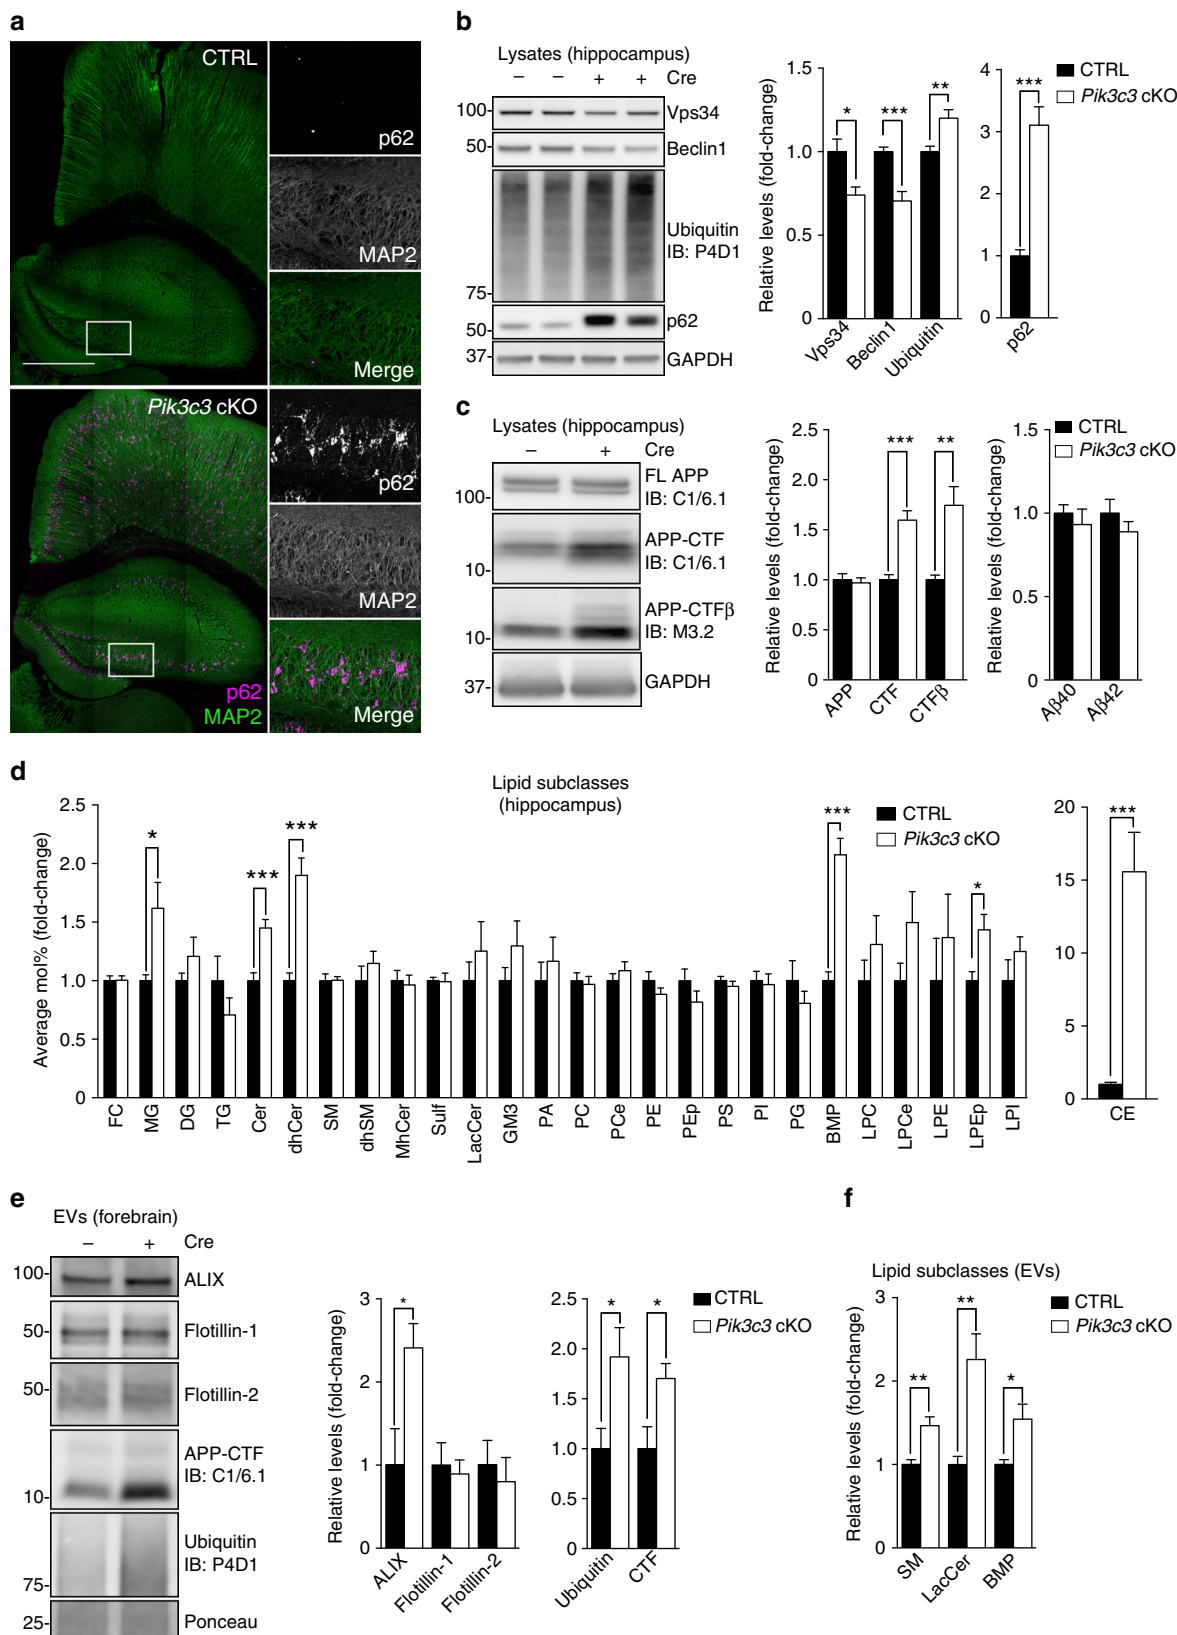 a
CTRL
p62
MAP2
Merge
Pik3c3 cKO
p62
MAP2
p62
MAP2
Merge
b
Lysates (hippocampus)
– – + + Cre
100- Vps34
50- Beclin1
Ubiquitin
IB: P4D1
75-
50- p62
37- GAPDH
Relative levels (fold-change)
1.5
1.0
0.5
0
* *** **
Vps34 Beclin1 Ubiquitin
4
3
2
1
0
***
p62
CTRL
Pik3c3 cKO
c
Lysates (hippocampus)
– + Cre
FL APP
100- IB: C1/6.1
APP-CTF
10- IB: C1/6.1
APP-CTFβ
10- IB: M3.2
37- GAPDH
Relative levels (fold-change)
2.5
2.0
1.5
1.0
0.5
0
*** **
APP CTF CTFβ
Relative levels (fold-change)
1.5
1.0
0.5
0
Aβ40 Aβ42
CTRL
Pik3c3 cKO
d
Lipid subclasses
(hippocampus)
Average mol% (fold-change)
2.5
2.0
1.5
1.0
0.5
0
* *** *** *** *
CTRL
Pik3c3 cKO
FC MG DG TG Cer dhCer SM dhSM MhCer Sulf LacCer GM3 PA PC PCe PE PEp PS PI PG BMP LPC LPCe LPE LPEp LPI
20
15
10
5
0
***
CE
e
EVs (forebrain)
– + Cre
100- ALIX
50- Flotillin-1
50- Flotillin-2
APP-CTF
IB: C1/6.1
10-
Ubiquitin
IB: P4D1
75-
25- Ponceau
Relative levels (fold-change)
3
2
1
0
*
ALIX Flotillin-1 Flotillin-2
2.5
2.0
1.5
1.0
0.5
0
* *
Ubiquitin CTF
CTRL
Pik3c3 cKO
f
Lipid subclasses (EVs)
Relative levels (fold-change)
3
2
1
0
** ** *
SM LacCer BMP
CTRL
Pik3c3 cKO